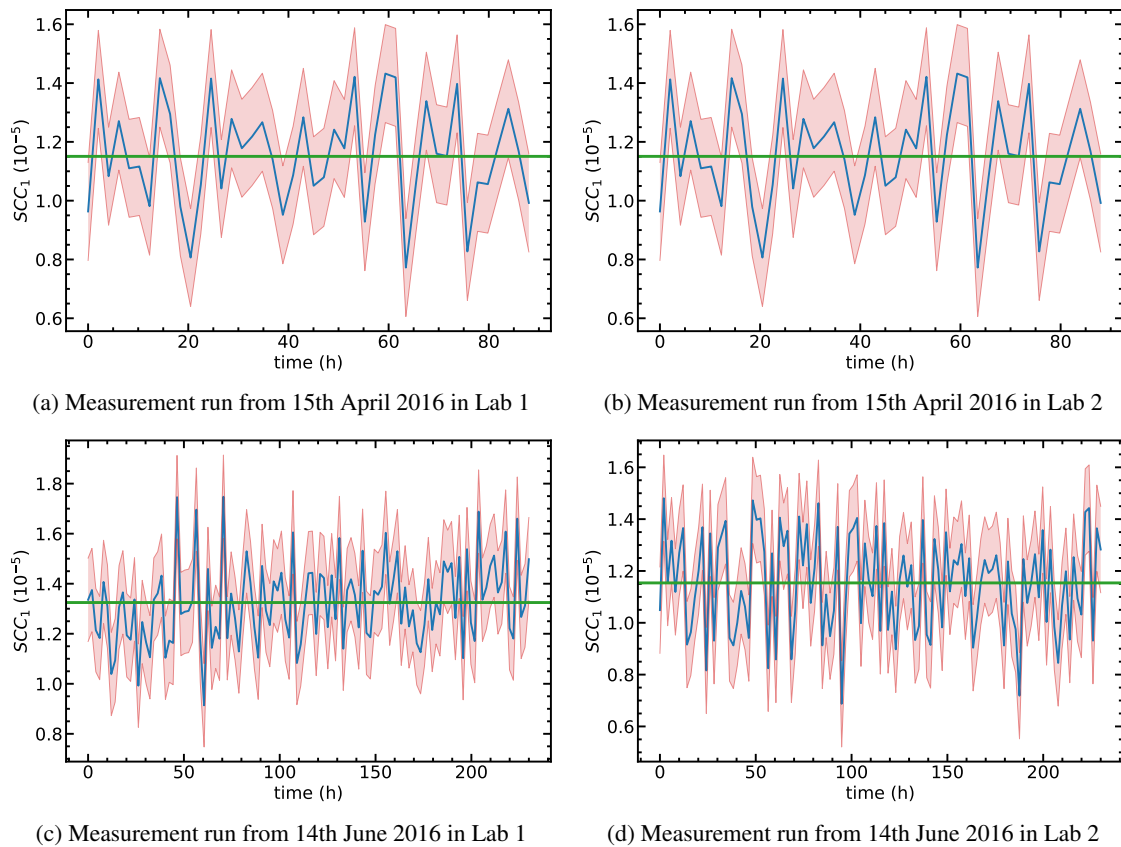 1.6
1.4
1.2
1.0
0.8
0.6
SCC₁ (10⁻⁵)
0 20 40 60 80
time (h)
(a) Measurement run from 15th April 2016 in Lab 1
1.6
1.4
1.2
1.0
0.8
0.6
SCC₁ (10⁻⁵)
0 20 40 60 80
time (h)
(b) Measurement run from 15th April 2016 in Lab 2
1.8
1.6
1.4
1.2
1.0
0.8
SCC₁ (10⁻⁵)
0 50 100 150 200
time (h)
(c) Measurement run from 14th June 2016 in Lab 1
1.6
1.4
1.2
1.0
0.8
0.6
SCC₁ (10⁻⁵)
0 50 100 150 200
time (h)
(d) Measurement run from 14th June 2016 in Lab 2